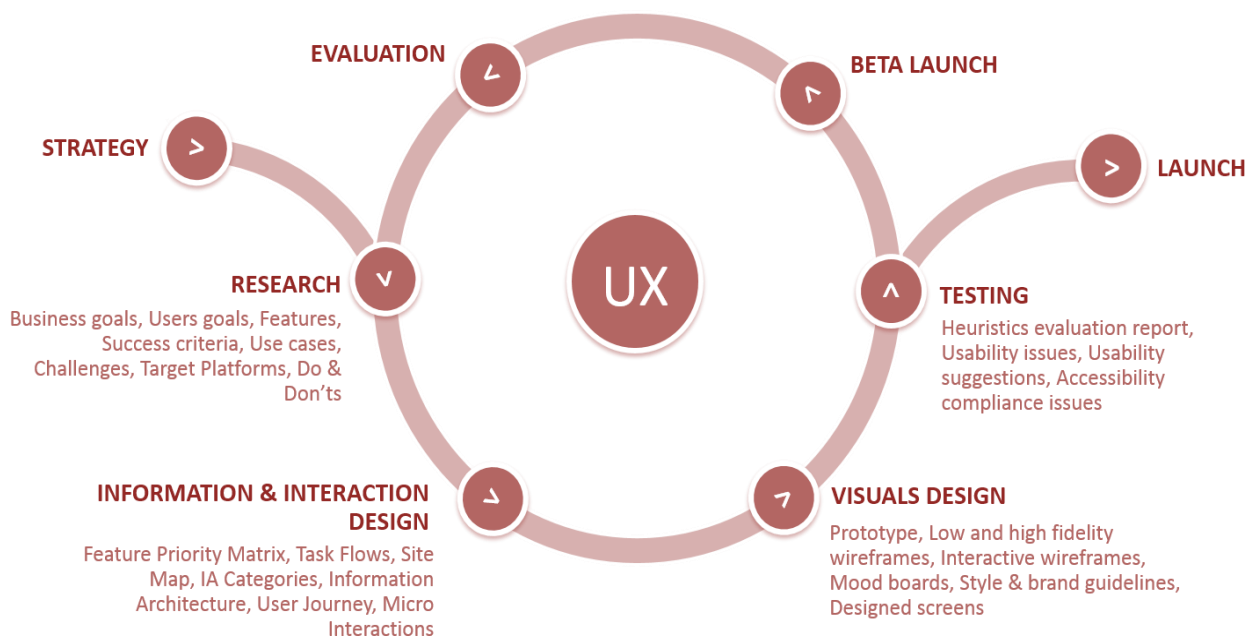 EVALUATION
BETA LAUNCH
STRATEGY
LAUNCH
UX
RESEARCH
Business goals, Users goals, Features,
Success criteria, Use cases,
Challenges, Target Platforms, Do &
Don’ts
TESTING
Heuristics evaluation report,
Usability issues, Usability
suggestions, Accessibility
compliance issues
INFORMATION & INTERACTION
DESIGN
Feature Priority Matrix, Task Flows, Site
Map, IA Categories, Information
Architecture, User Journey, Micro
Interactions
VISUALS DESIGN
Prototype, Low and high fidelity
wireframes, Interactive wireframes,
Mood boards, Style & brand guidelines,
Designed screens